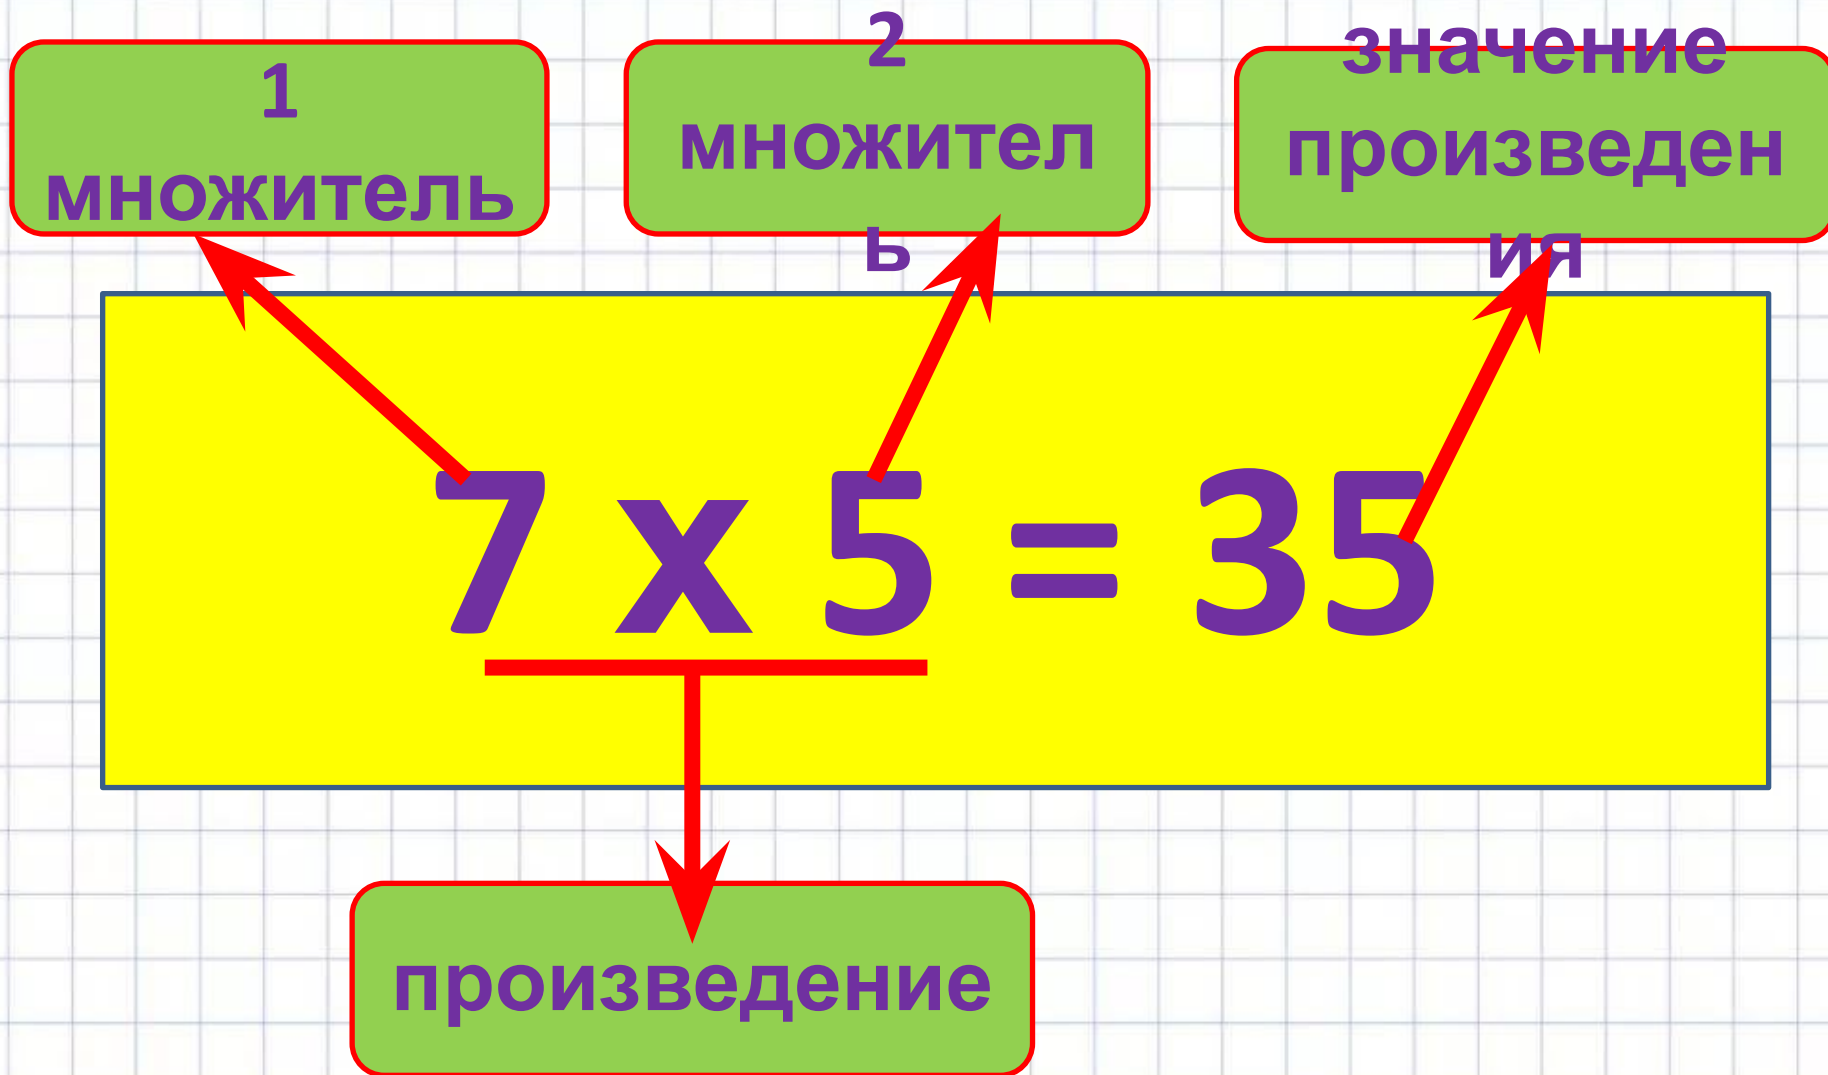 1
множитель
2
множител
ь
значение
произведен
ия
7 x 5 = 35
произведение